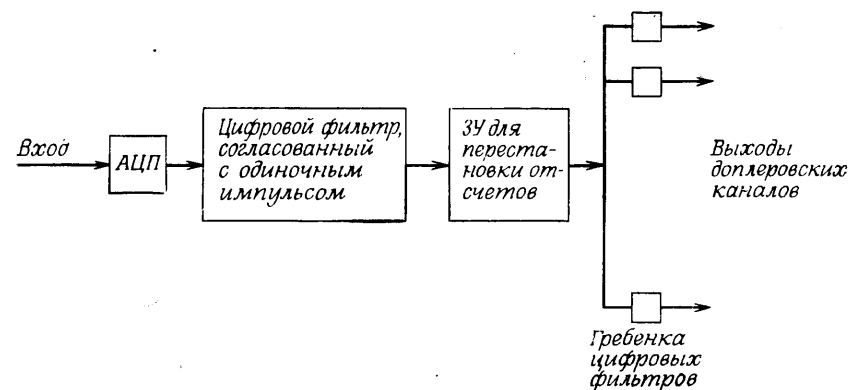 Вход
АЦП
Цифровой фильтр,
согласованный
с одиночным
импульсом
ЗУ для
переста-
новки от-
счетов
Выходы
доплеровских
каналов
Гребенка
цифровых
фильтров